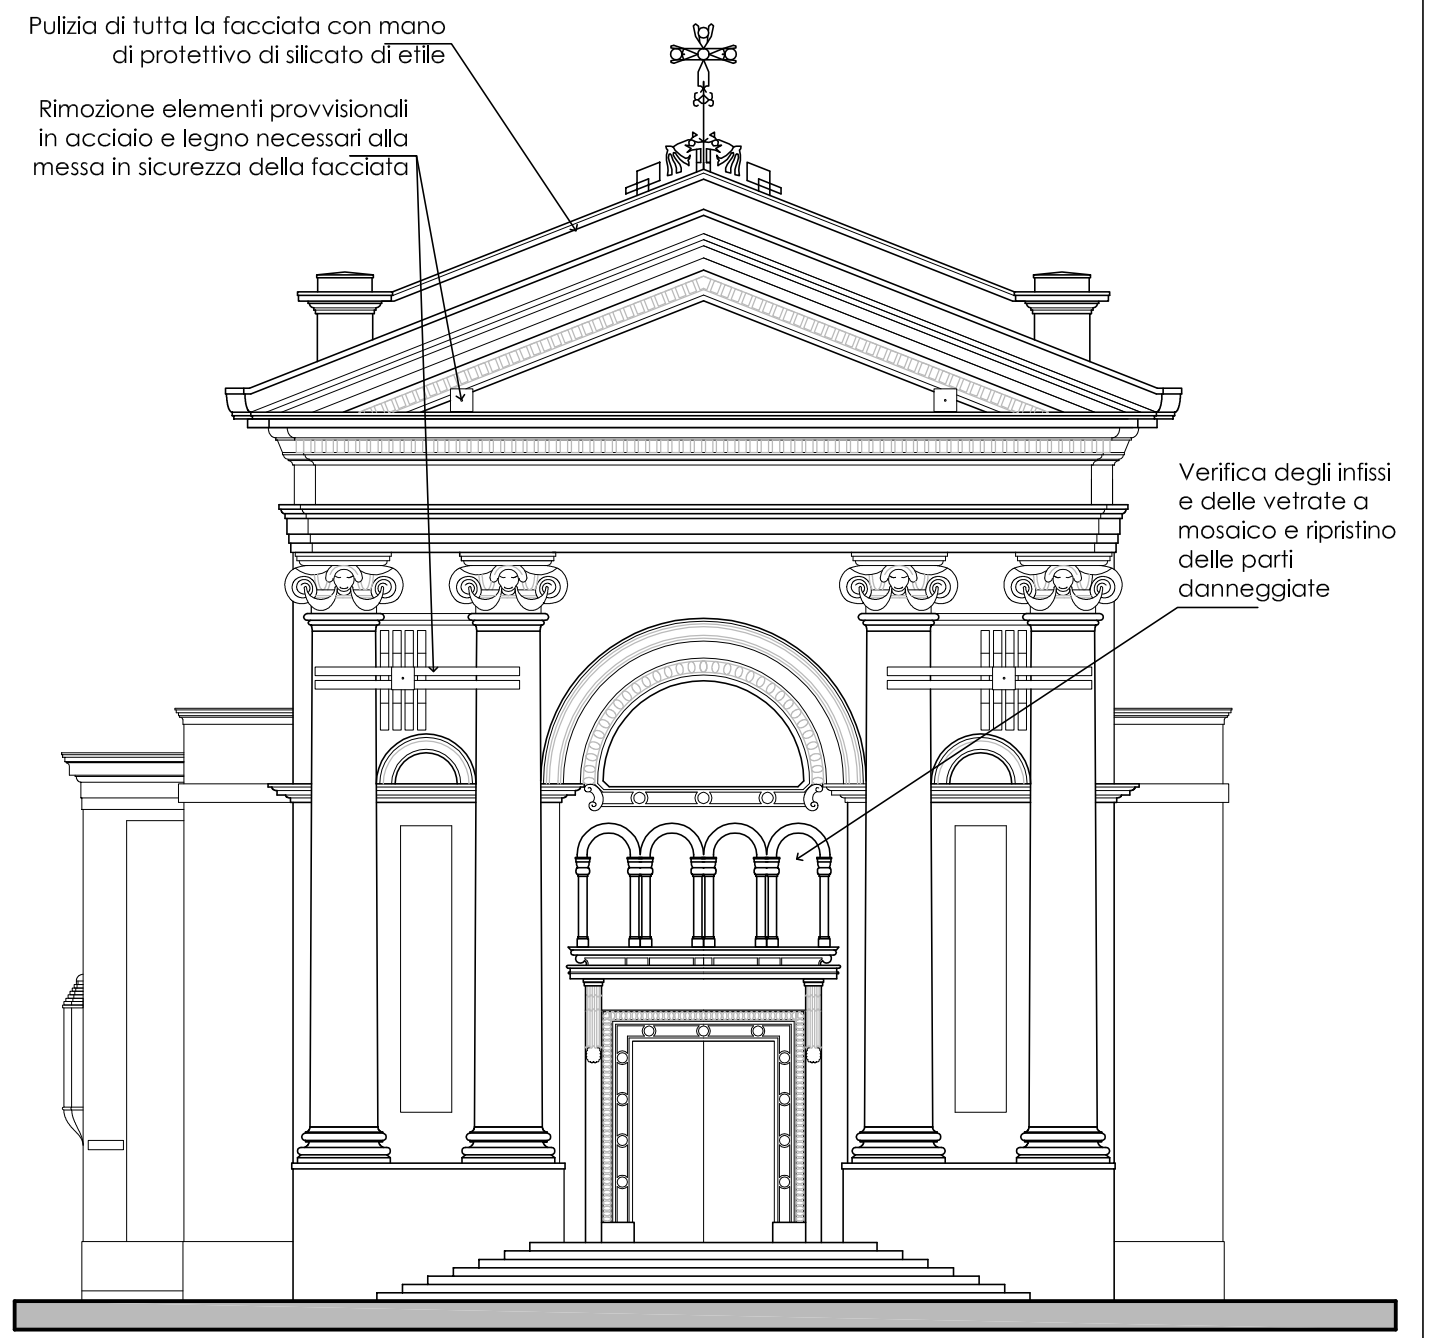 Pulizia di tutta la facciata con mano
di protettivo di silicato di etile
Rimozione elementi provvisionali
in acciaio e legno necessari alla
messa in sicurezza della facciata
Verifica degli infissi
e delle vetrate a
mosaico e ripristino
delle parti
danneggiate